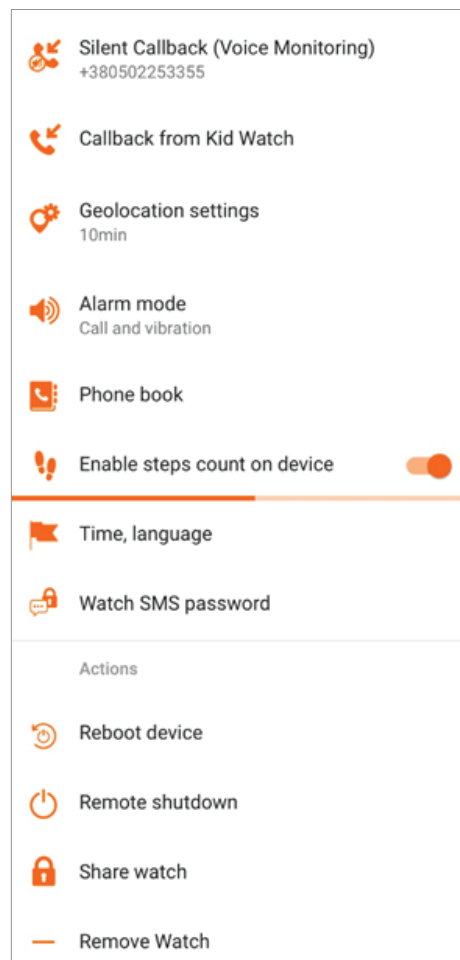 Silent Callback (Voice Monitoring)
+380502253355
Callback from Kid Watch
Geolocation settings
10min
Alarm mode
Call and vibration
Phone book
Enable steps count on device
Time, language
Watch SMS password
Actions
Reboot device
Remote shutdown
Share watch
Remove Watch